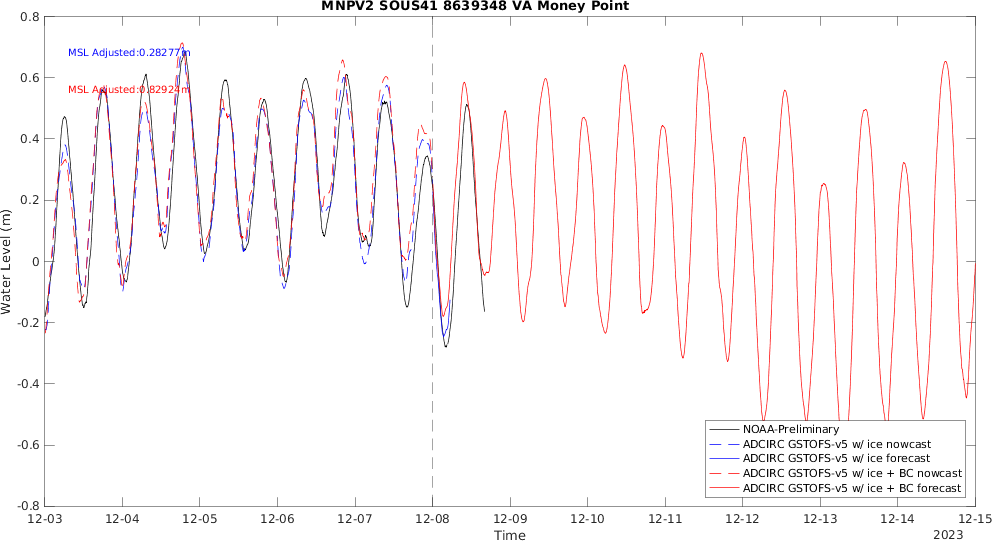 MNPV2 SOUS41 8639348 VA Money Point
0.8
0.6
0.4
0.2
0
-0.2
-0.4
-0.6
-0.8
Water Level (m)
MSL Adjusted:0.28277m
MSL Adjusted:0.82924m
NOAA-Preliminary
ADCIRC GSTOFS-v5 w/ ice nowcast
ADCIRC GSTOFS-v5 w/ ice forecast
ADCIRC GSTOFS-v5 w/ ice + BC nowcast
ADCIRC GSTOFS-v5 w/ ice + BC forecast
12-03 12-04 12-05 12-06 12-07 12-08 12-09 12-10 12-11 12-12 12-13 12-14 12-15
Time
2023